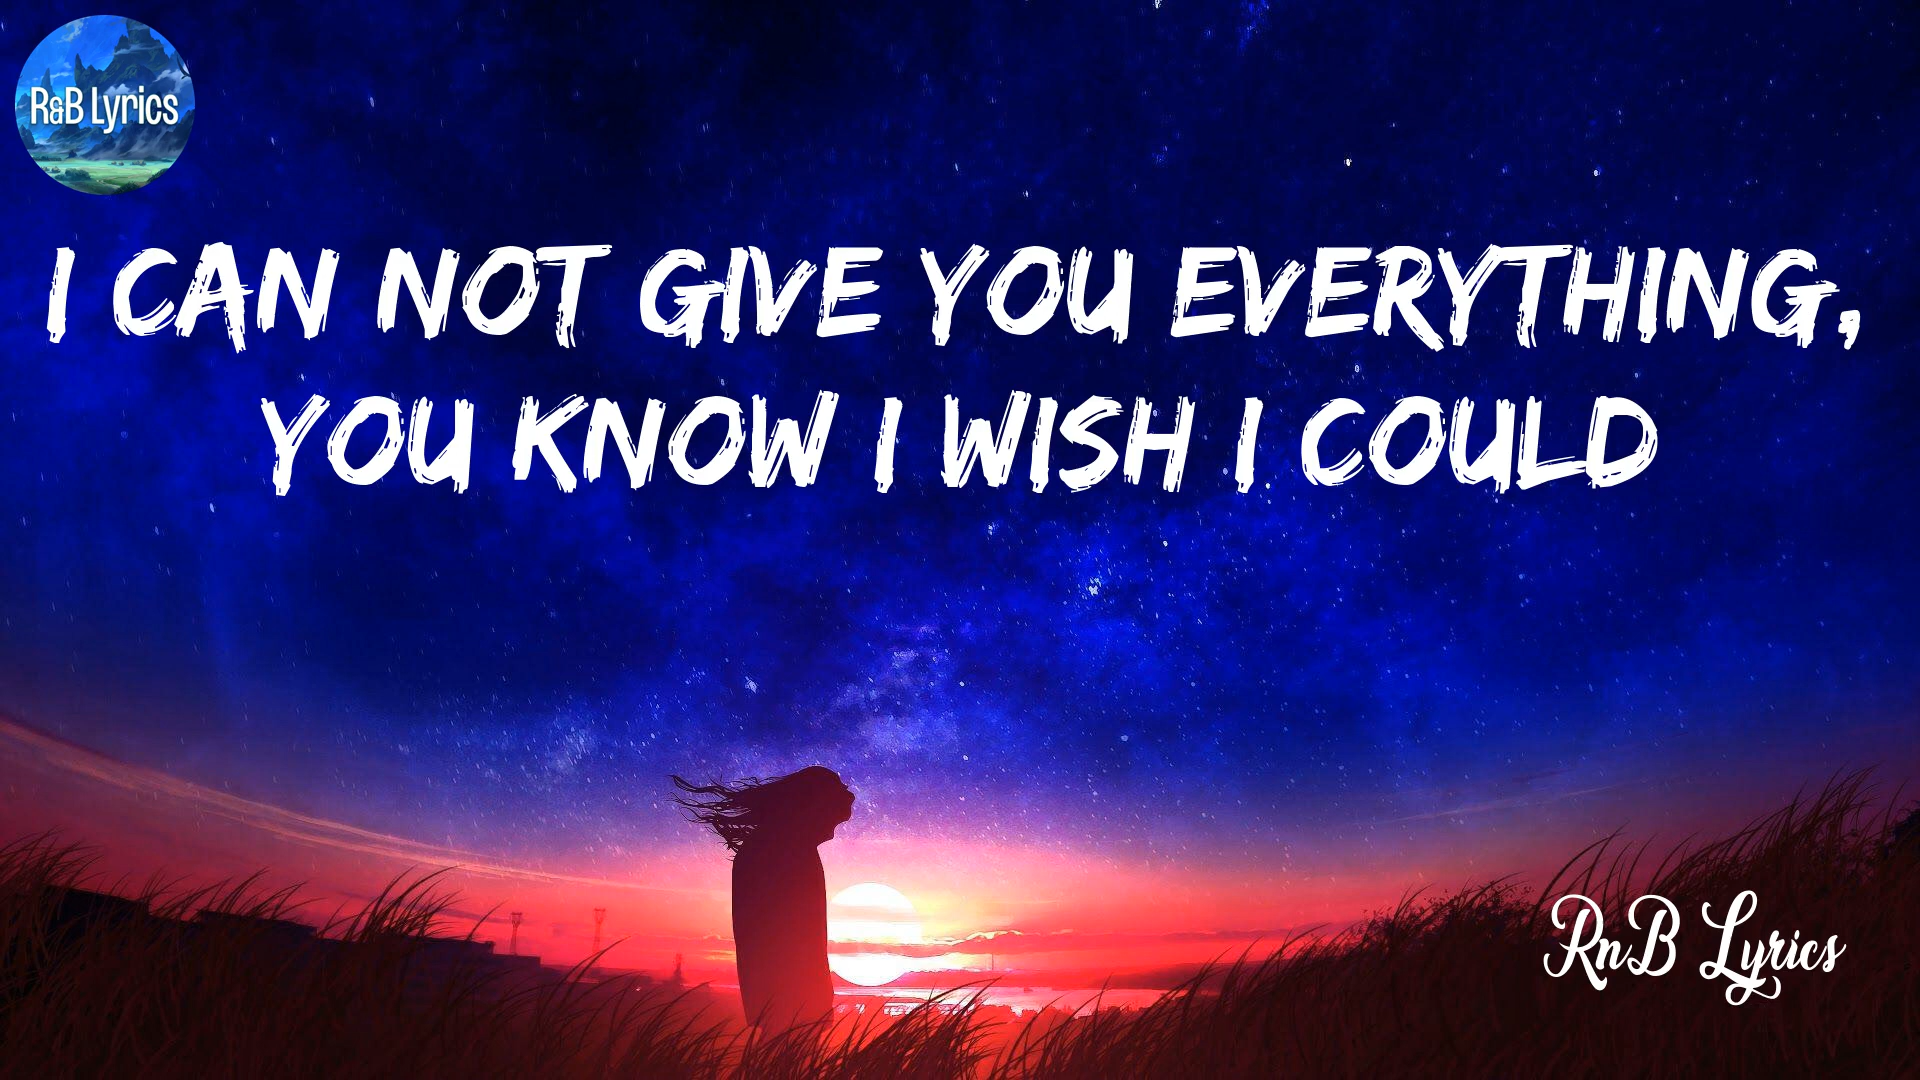 R&B Lyrics
I CAN NOT GIVE YOU EVERYTHING,
YOU KNOW I WISH I COULD
RnB Lyrics